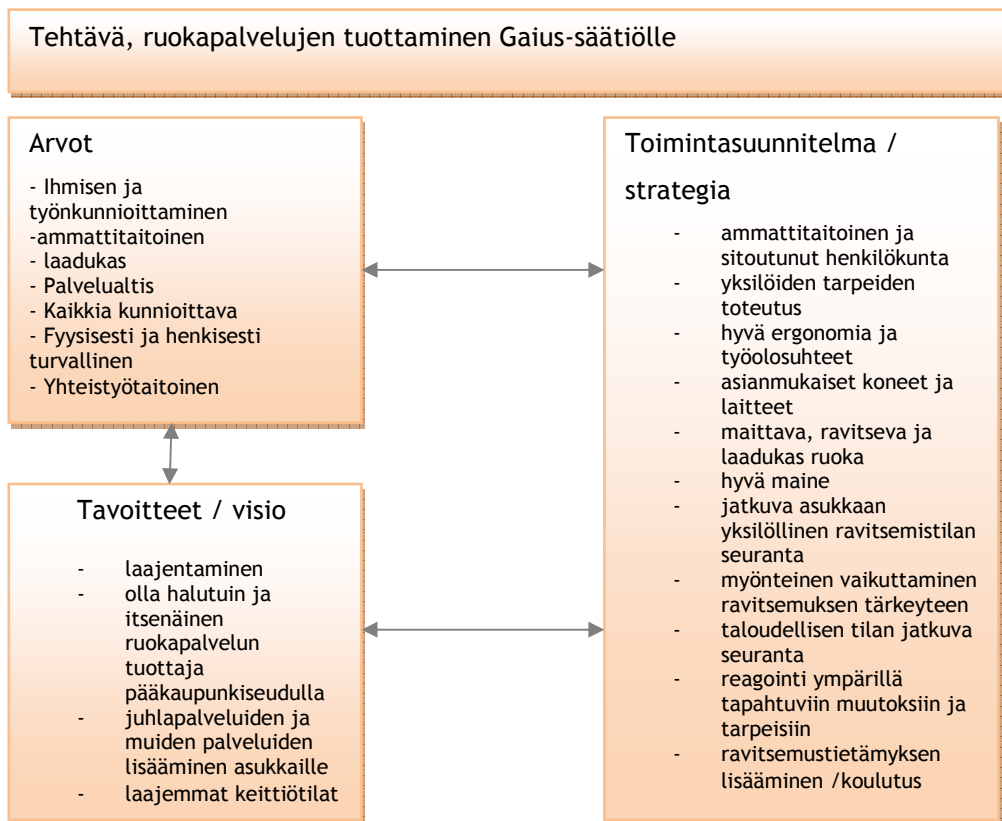 Tehtävä, ruokapalvelujen tuottaminen Gaius-säätiölle
Arvot
- Ihmisen ja
työnkunnioittaminen
-ammattitaitoinen
- laadukas
- Palvelualtis
- Kaikkia kunnioittava
- Fyysisesti ja henkisesti
turvallinen
- Yhteistyötaitoinen
Tavoitteet / visio
- laajentaminen
- olla halutuin ja
itsenäinen
ruokapalvelun
tuottaja
pääkaupunkiseudulla
- juhlapalveluiden ja
muiden palveluiden
lisääminen asukkaille
- laajemmat keittiötilat
Toimintasuunnitelma /
strategia
- ammattitaitoinen ja
sitoutunut henkilökunta
- yksilöiden tarpeiden
toteutus
- hyvä ergonomia ja
työolosuhteet
- asianmukaiset koneet ja
laitteet
- maittava, ravitseva ja
laadukas ruoka
- hyvä maine
- jatkuva asukkaan
yksilöllinen ravitsemistilan
seuranta
- myönteinen vaikuttaminen
ravitsemuksen tärkeyteen
- taloudellisen tilan jatkuva
seuranta
- reagointi ympärillä
tapahtuviin muutoksiin ja
tarpeisiin
- ravitsemustietämyksen
lisääminen /koulutus